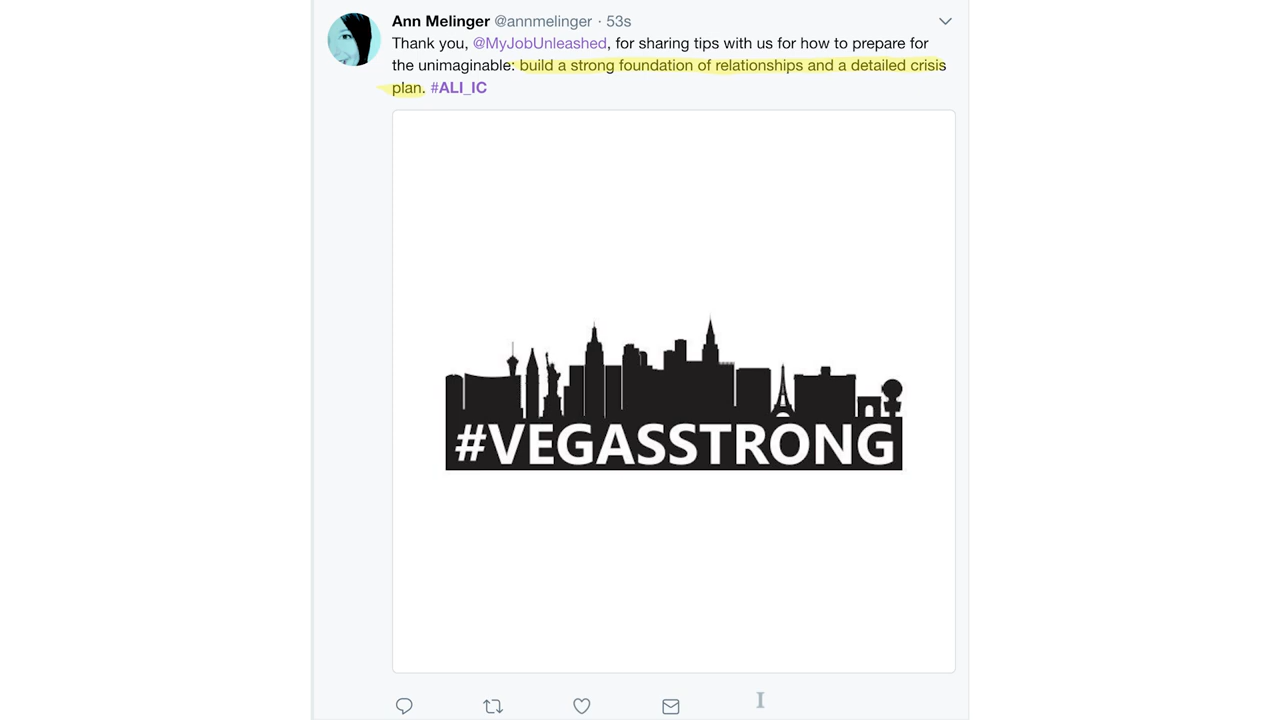 Ann Melinger @annmelinger · 53s
Thank you, @MyJobUnleashed, for sharing tips with us for how to prepare for
the unimaginable: build a strong foundation of relationships and a detailed crisis
plan. #ALI_IC
#VEGASSTRONG